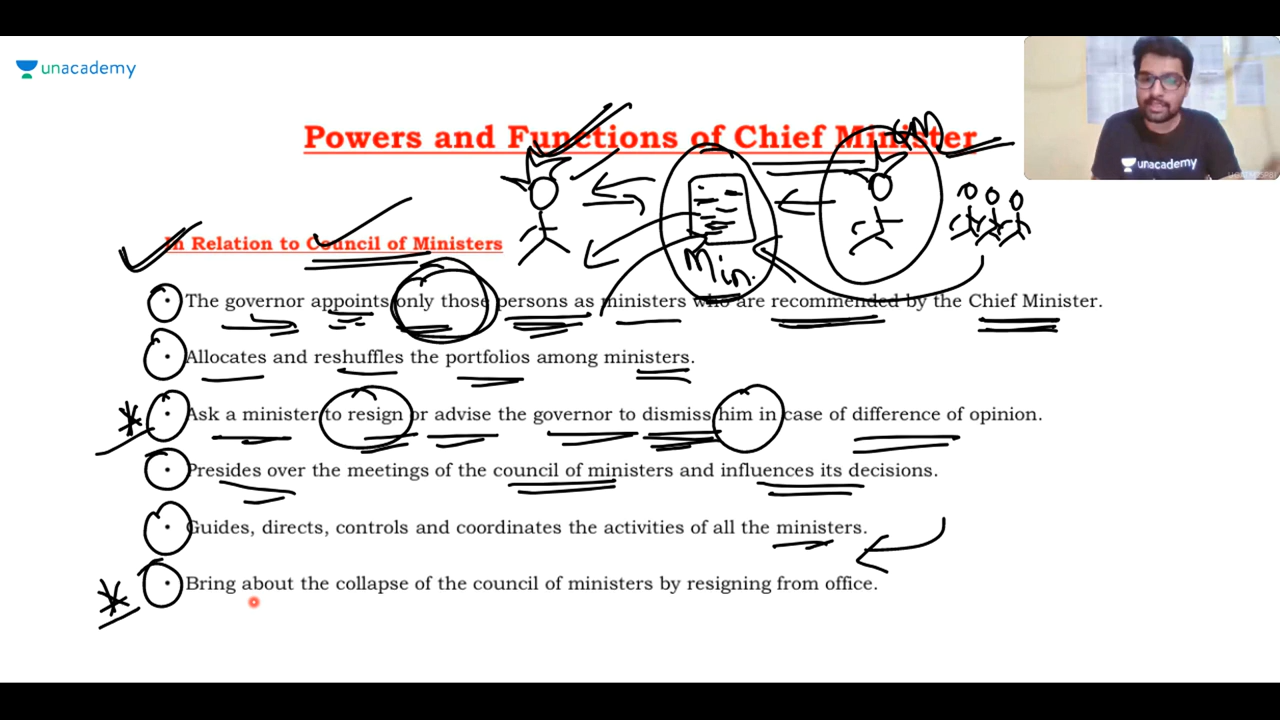 unacademy
Powers and Functions of Chief Minister
CM
unacademy
In Relation to Council of Ministers
Min.
The governor appoints only those persons as ministers who are recommended by the Chief Minister.
Allocates and reshuffles the portfolios among ministers.
Ask a minister to resign or advise the governor to dismiss him in case of difference of opinion.
Presides over the meetings of the council of ministers and influences its decisions.
Guides, directs, controls and coordinates the activities of all the ministers.
Bring about the collapse of the council of ministers by resigning from office.